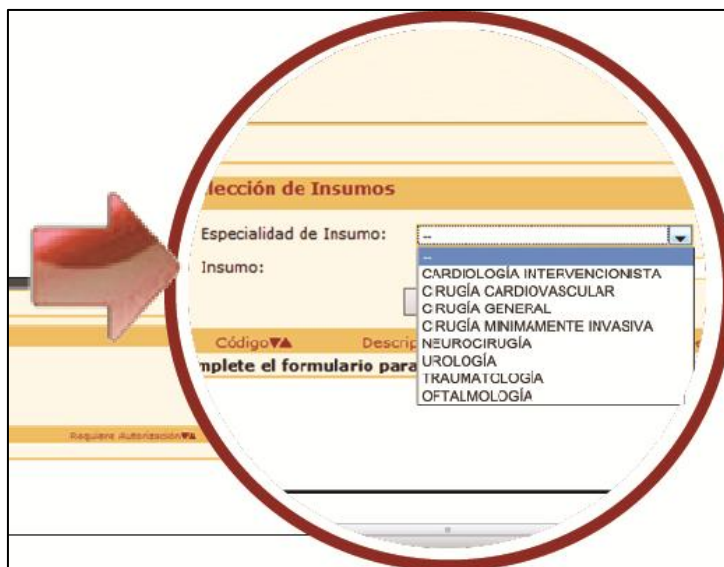 lección de Insumos
Especialidad de Insumo: --
--
Insumo:
CARDIOLOGÍA INTERVENCIONISTA
CIRUGÍA CARDIOVASCULAR
CIRUGÍA GENERAL
CIRUGÍA MINIMAMENTE INVASIVA
NEUROCIRUGÍA
UROLOGÍA
TRAUMATOLOGÍA
OFTALMOLOGÍA
Código▼▲ Descrip
mplete el formulario para
Requiere Autorización▼▲